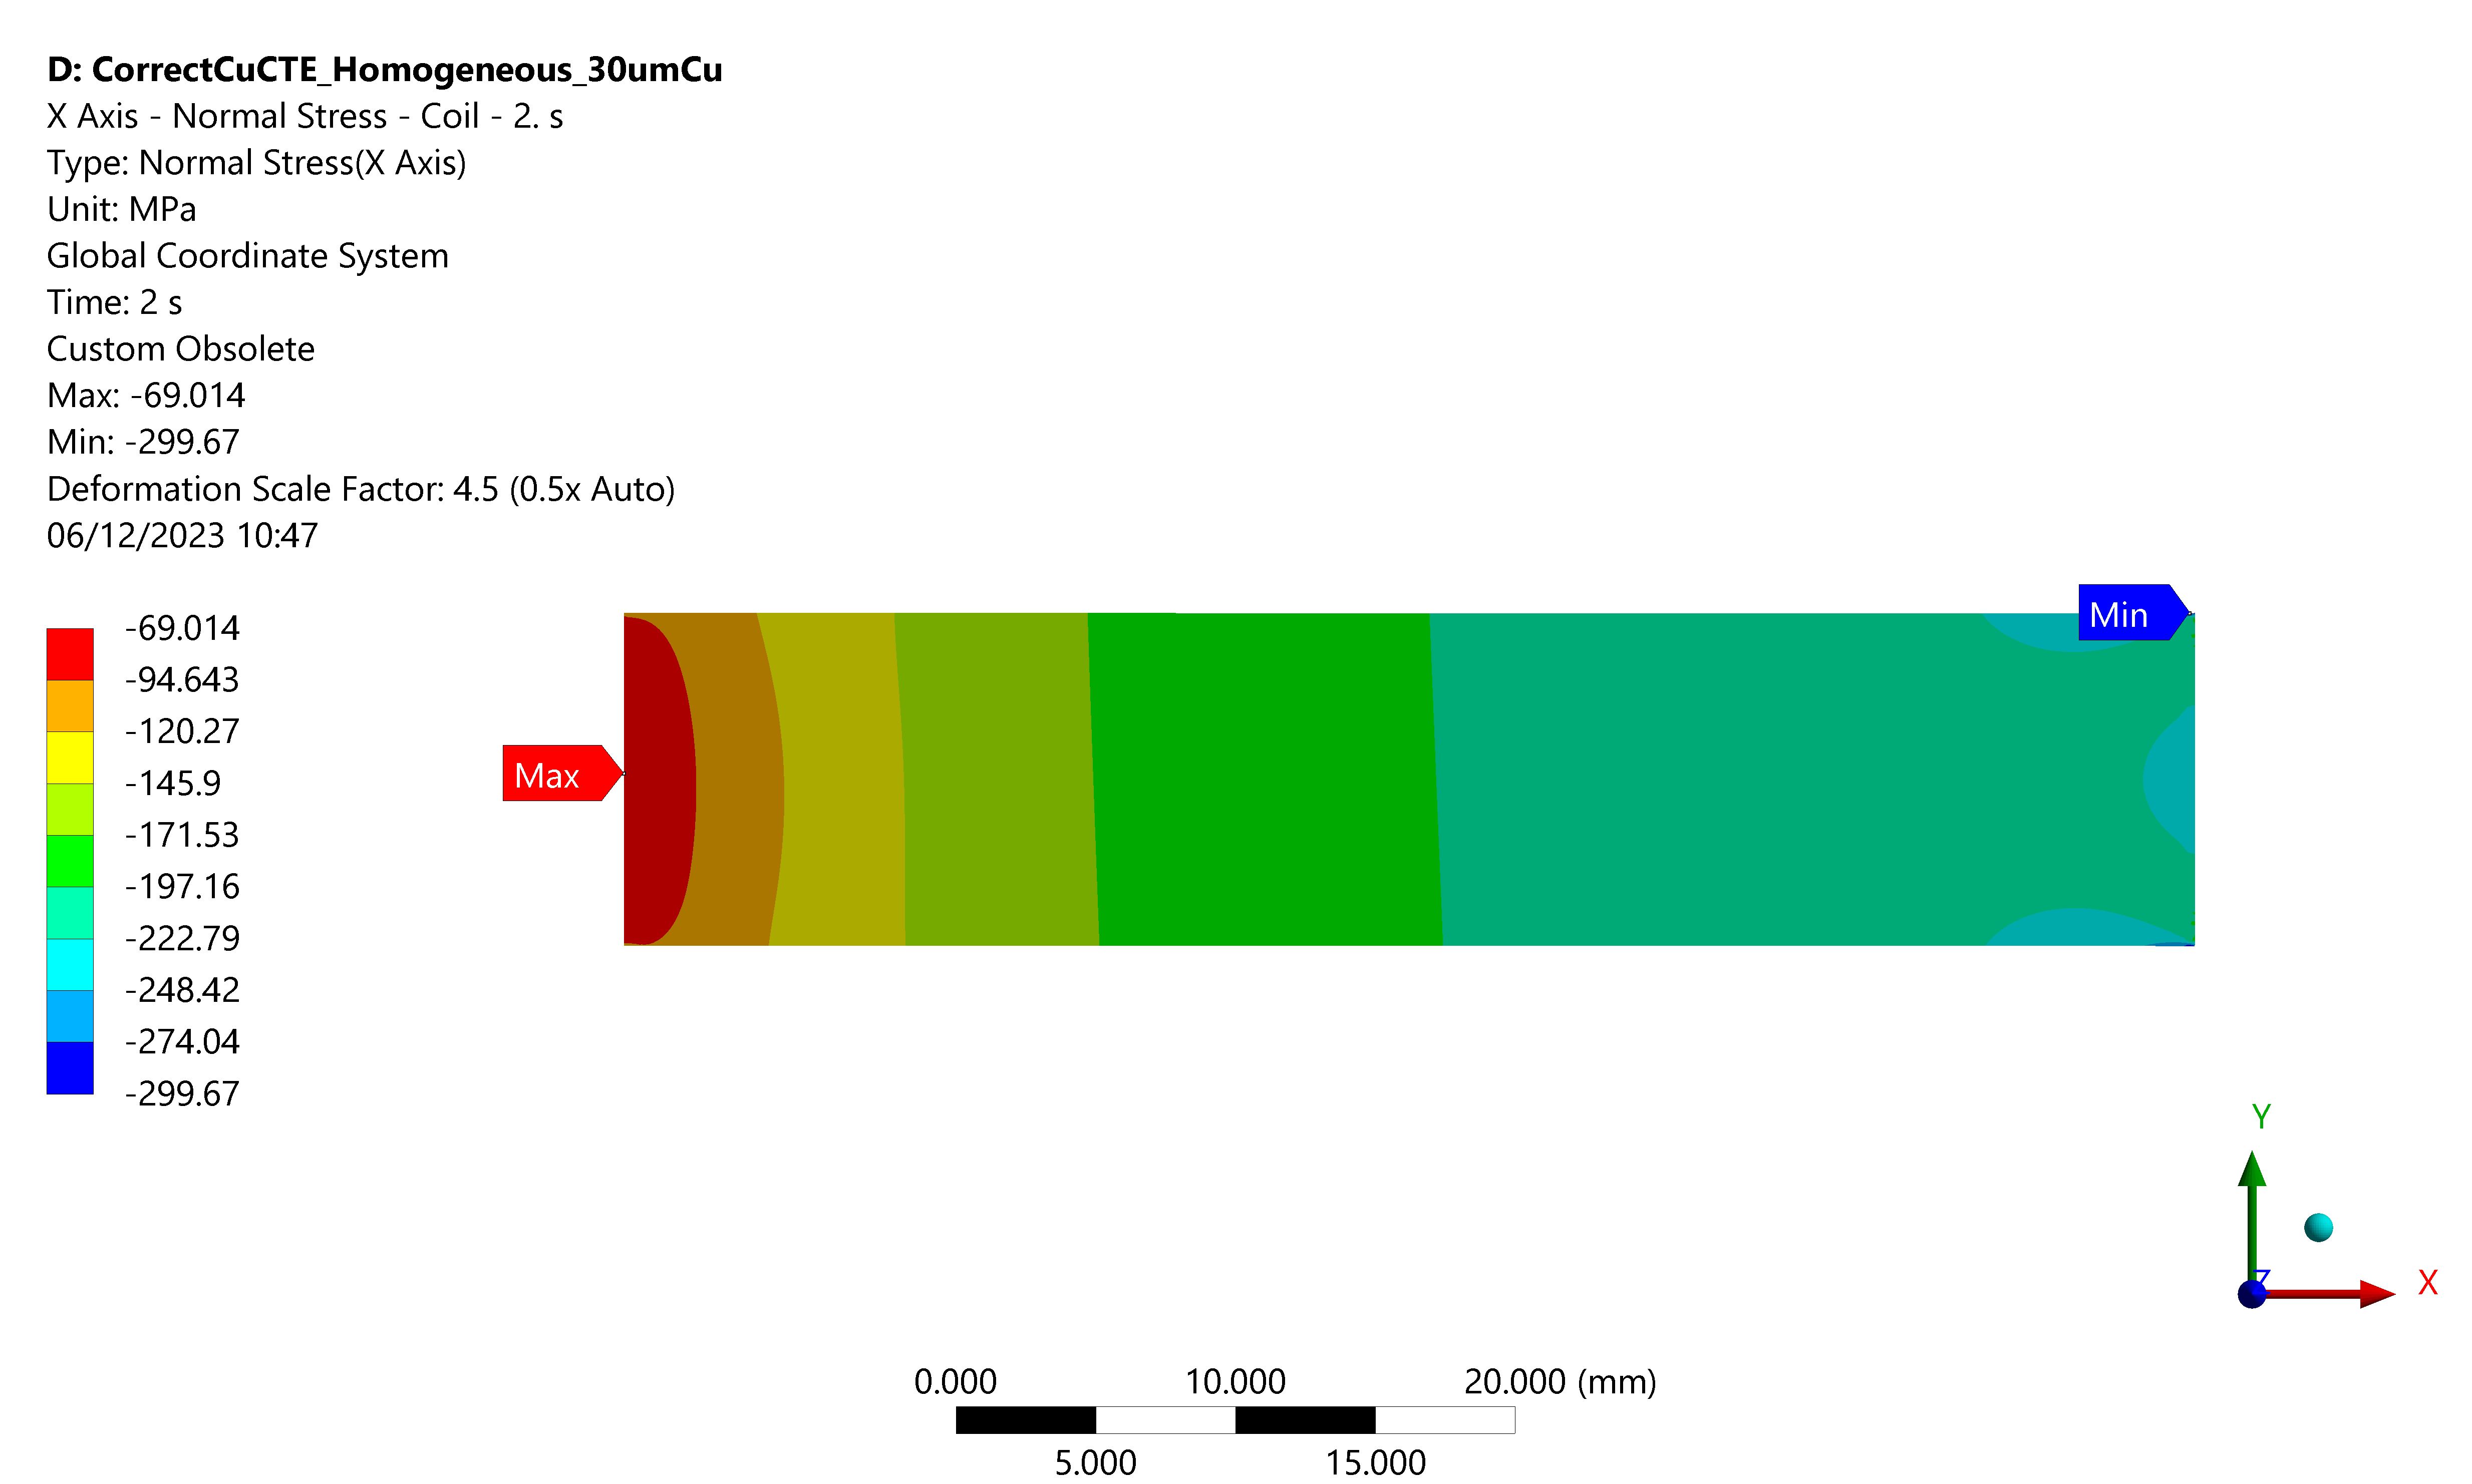 D: CorrectCuCTE_Homogeneous_30umCu
X Axis - Normal Stress - Coil - 2. s
Type: Normal Stress(X Axis)
Unit: MPa
Global Coordinate System
Time: 2 s
Custom Obsolete
Max: -69.014
Min: -299.67
Deformation Scale Factor: 4.5 (0.5x Auto)
06/12/2023 10:47
-69.014
-94.643
-120.27
-145.9
-171.53
-197.16
-222.79
-248.42
-274.04
-299.67
Min
Max
Y
Z
X
0.000 10.000 20.000 (mm)
5.000 15.000